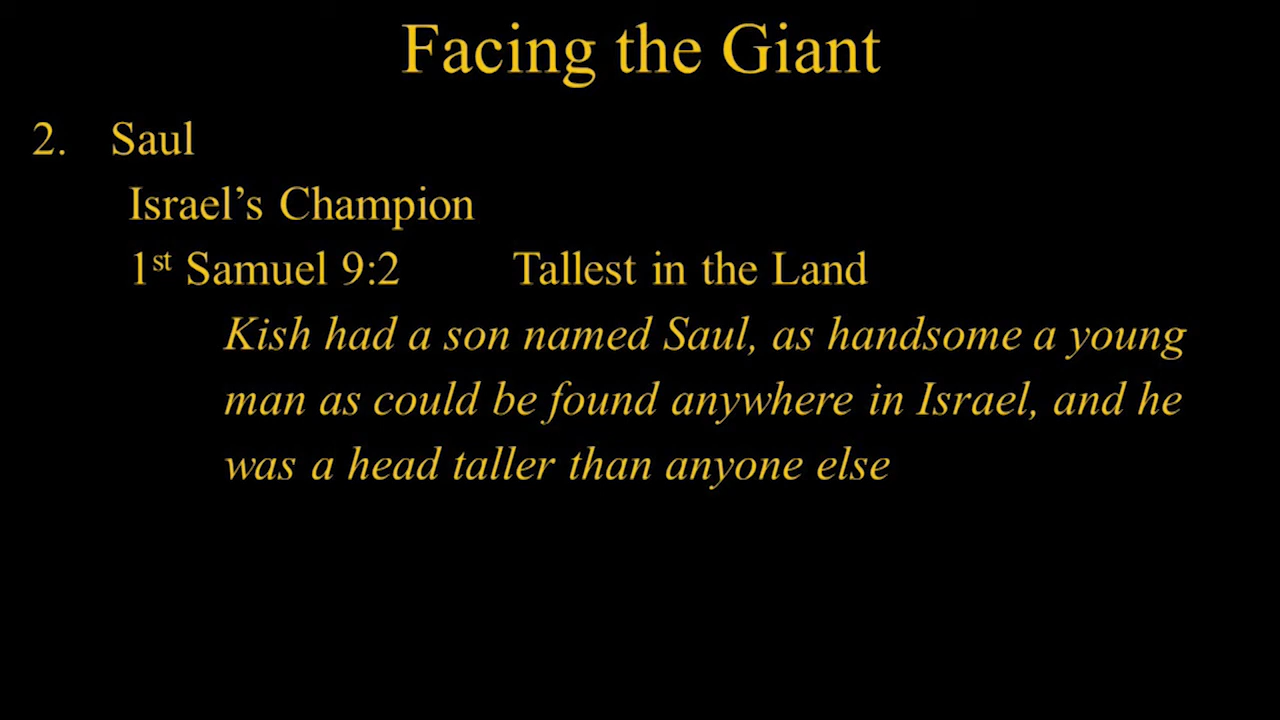 Facing the Giant
2. Saul
Israel’s Champion
1st Samuel 9:2 Tallest in the Land
Kish had a son named Saul, as handsome a young
man as could be found anywhere in Israel, and he
was a head taller than anyone else